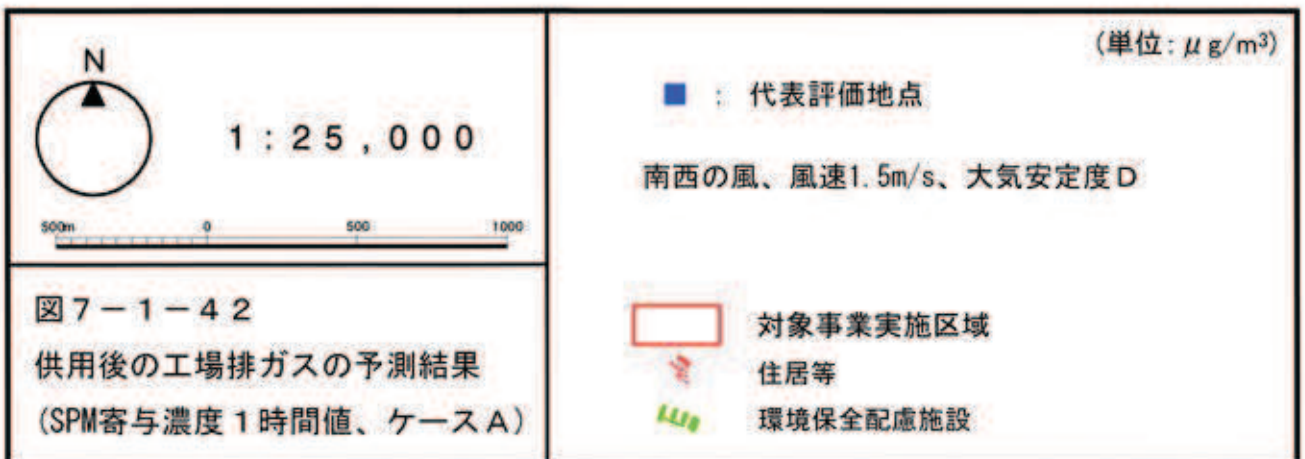 N
1:25,000
500m 0 500 1000
図7-1-42
供用後の工場排ガスの予測結果
(SPM寄与濃度1時間値、ケースA)
(単位:μg/m³)
■ : 代表評価地点
南西の風、風速1.5m/s、大気安定度D
対象事業実施区域
住居等
環境保全配慮施設